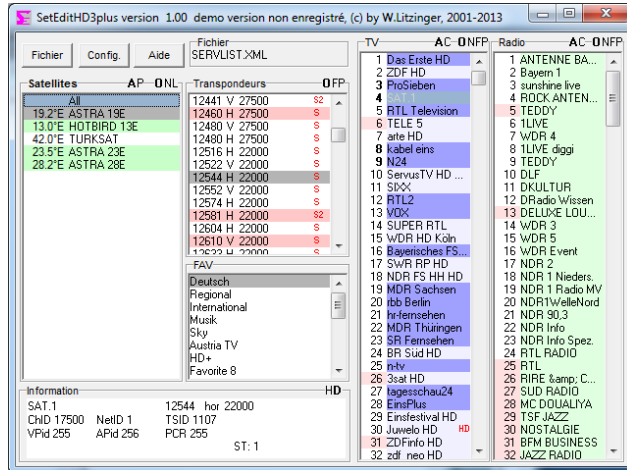 SetEditHD3plus version 1.00 demo version non enregistré, (c) by W.Litzinger, 2001-2013
Fichier
Config.
Aide
Fichier
SERVLIST.XML
Satellites AP ONL
All
19.2°E ASTRA 19E
13.0°E HOTBIRD 13E
42.0°E TURKSAT
23.5°E ASTRA 23E
28.2°E ASTRA 28E
Transpondeurs OFP
12441 V 27500 S2
12460 H 27500 S
12480 V 27500 S
12480 H 27500 S
12516 H 22000 S
12522 V 22000 S
12544 H 22000 S
12552 V 22000 S
12574 H 22000 S
12581 H 22000 S2
12604 H 22000 S
12610 V 22000 S
12633 H 22000 S
FAV
Deutsch
Regional
International
Musik
Sky
Austria TV
HD+
Favorite 8
Information HD
SAT.1 12544 hor 22000
ChID 17500 NetID 1 TSID 1107
VPid 255 APid 256 PCR 255
ST: 1
TV AC-ONFP
1 Das Erste HD
2 ZDF HD
3 ProSieben
4 SAT.1
5 RTL Television
6 TELE 5
7 arte HD
8 kabel eins
9 N24
10 ServusTV HD ...
11 SIXX
12 RTL2
13 VOX
14 SUPER RTL
15 WDR HD Köln
16 Bayerisches FS...
17 SWR RP HD
18 NDR FS HH HD
19 MDR Sachsen
20 rbb Berlin
21 hr-fernsehen
22 MDR Thüringen
23 SR Fernsehen
24 BR Süd HD
25 n-tv
26 3sat HD
27 tagesschau24
28 EinsPlus
29 Einsfestival HD
30 Juwelo HD HD
31 ZDFinfo HD
32 zdf_neo HD
Radio AC-ONFP
1 ANTENNE BA...
2 Bayern 1
3 sunshine live
4 ROCK ANTEN...
5 TEDDY
6 1LIVE
7 WDR 4
8 1LIVE diggi
9 TEDDY
10 DLF
11 DKULTUR
12 DRadio Wissen
13 DELUXE LOU...
14 WDR 3
15 WDR 5
16 WDR Event
17 NDR 2
18 NDR 1 Nieders.
19 NDR 1 Radio MV
20 NDR1WelleNord
21 NDR 90,3
22 NDR Info
23 NDR Info Spez.
24 RTL RADIO
25 RTL
26 RIRE &amp; C...
27 SUD RADIO
28 MC DOUALIYA
29 TSF JAZZ
30 NOSTALGIE
31 BFM BUSINESS
32 JAZZ RADIO